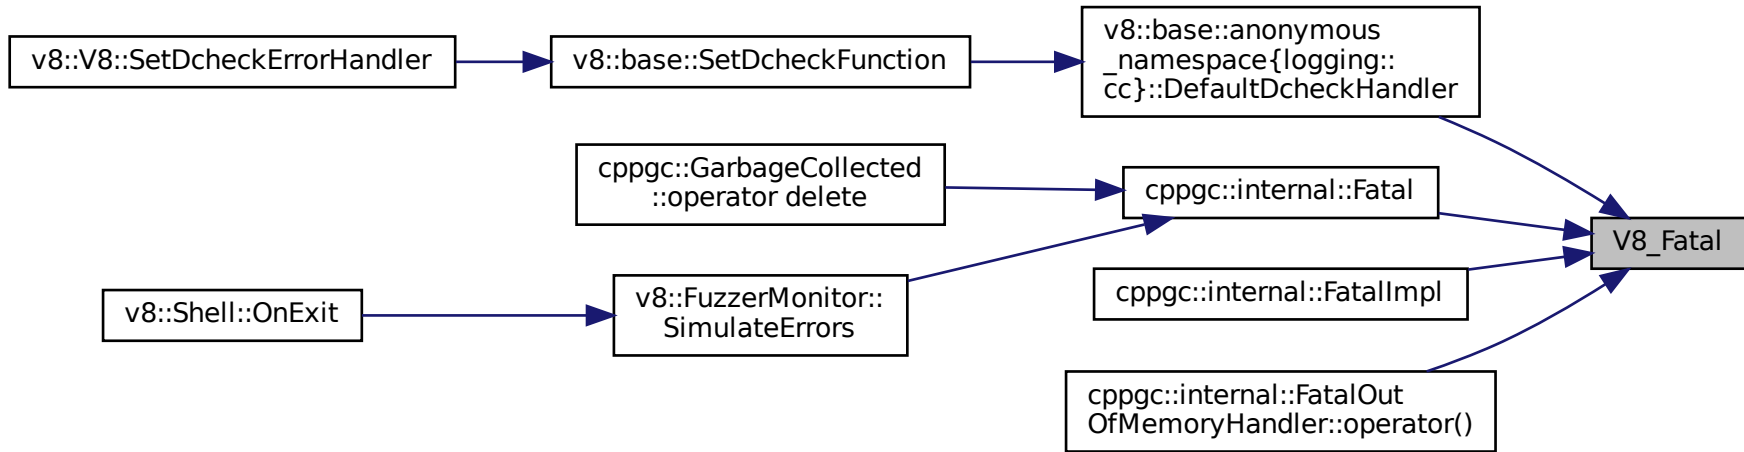 v8::V8::SetDcheckErrorHandler
v8::base::SetDcheckFunction
v8::base::anonymous
_namespace{logging::
cc}::DefaultDcheckHandler
cppgc::GarbageCollected
::operator delete
cppgc::internal::Fatal
V8_Fatal
cppgc::internal::FatalImpl
v8::Shell::OnExit
v8::FuzzerMonitor::
SimulateErrors
cppgc::internal::FatalOut
OfMemoryHandler::operator()